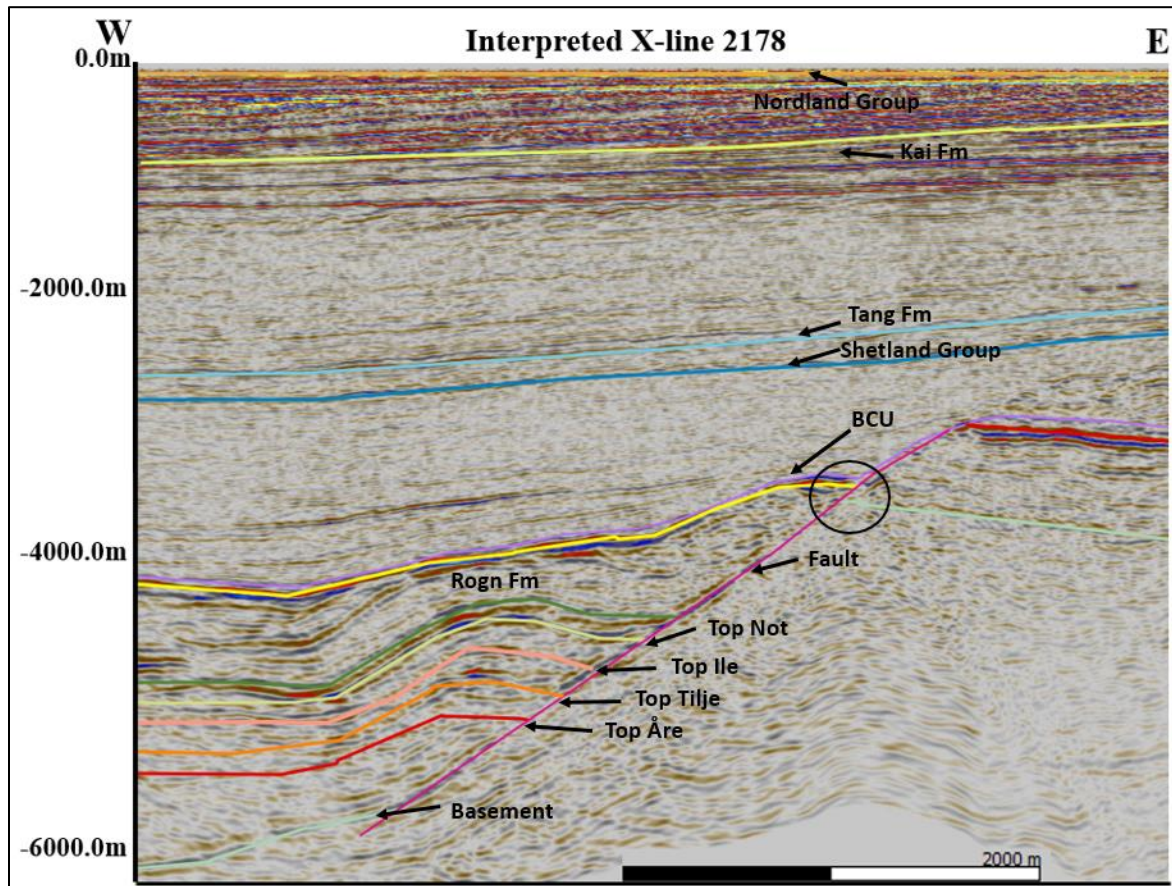 W
Interpreted X-line 2178
E
0.0m
Nordland Group
Kai Fm
-2000.0m
Tang Fm
Shetland Group
BCU
-4000.0m
Fault
Rogn Fm
Top Not
Top Ile
Top Tilje
Top Åre
Basement
-6000.0m
2000 m